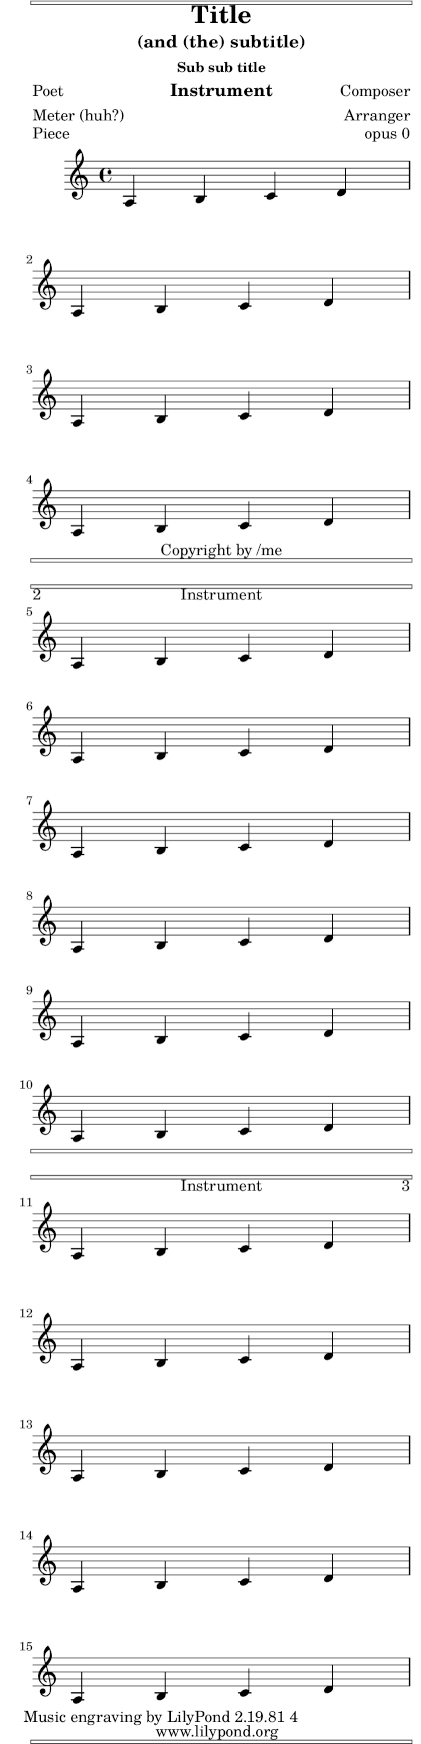 Title
(and (the) subtitle)
Sub sub title
Poet Instrument Composer
Meter (huh?) Arranger
Piece opus 0
2
3
4
Copyright by /me
2 Instrument
5
6
7
8
9
10
Instrument 3
11
12
13
14
15
Music engraving by LilyPond 2.19.81 4
www.lilypond.org